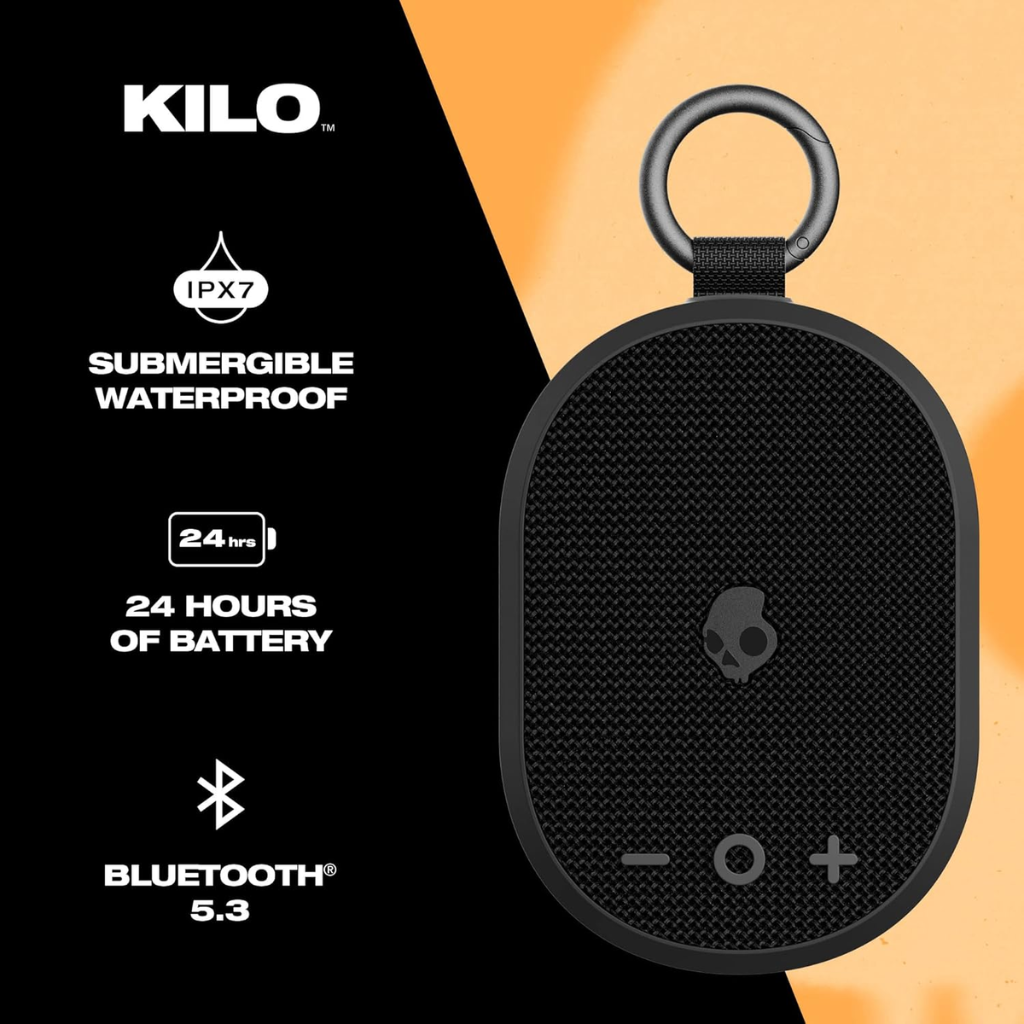 KILO™
IPX7
SUBMERGIBLE
WATERPROOF
24 hrs
24 HOURS
OF BATTERY
BLUETOOTH®
5.3